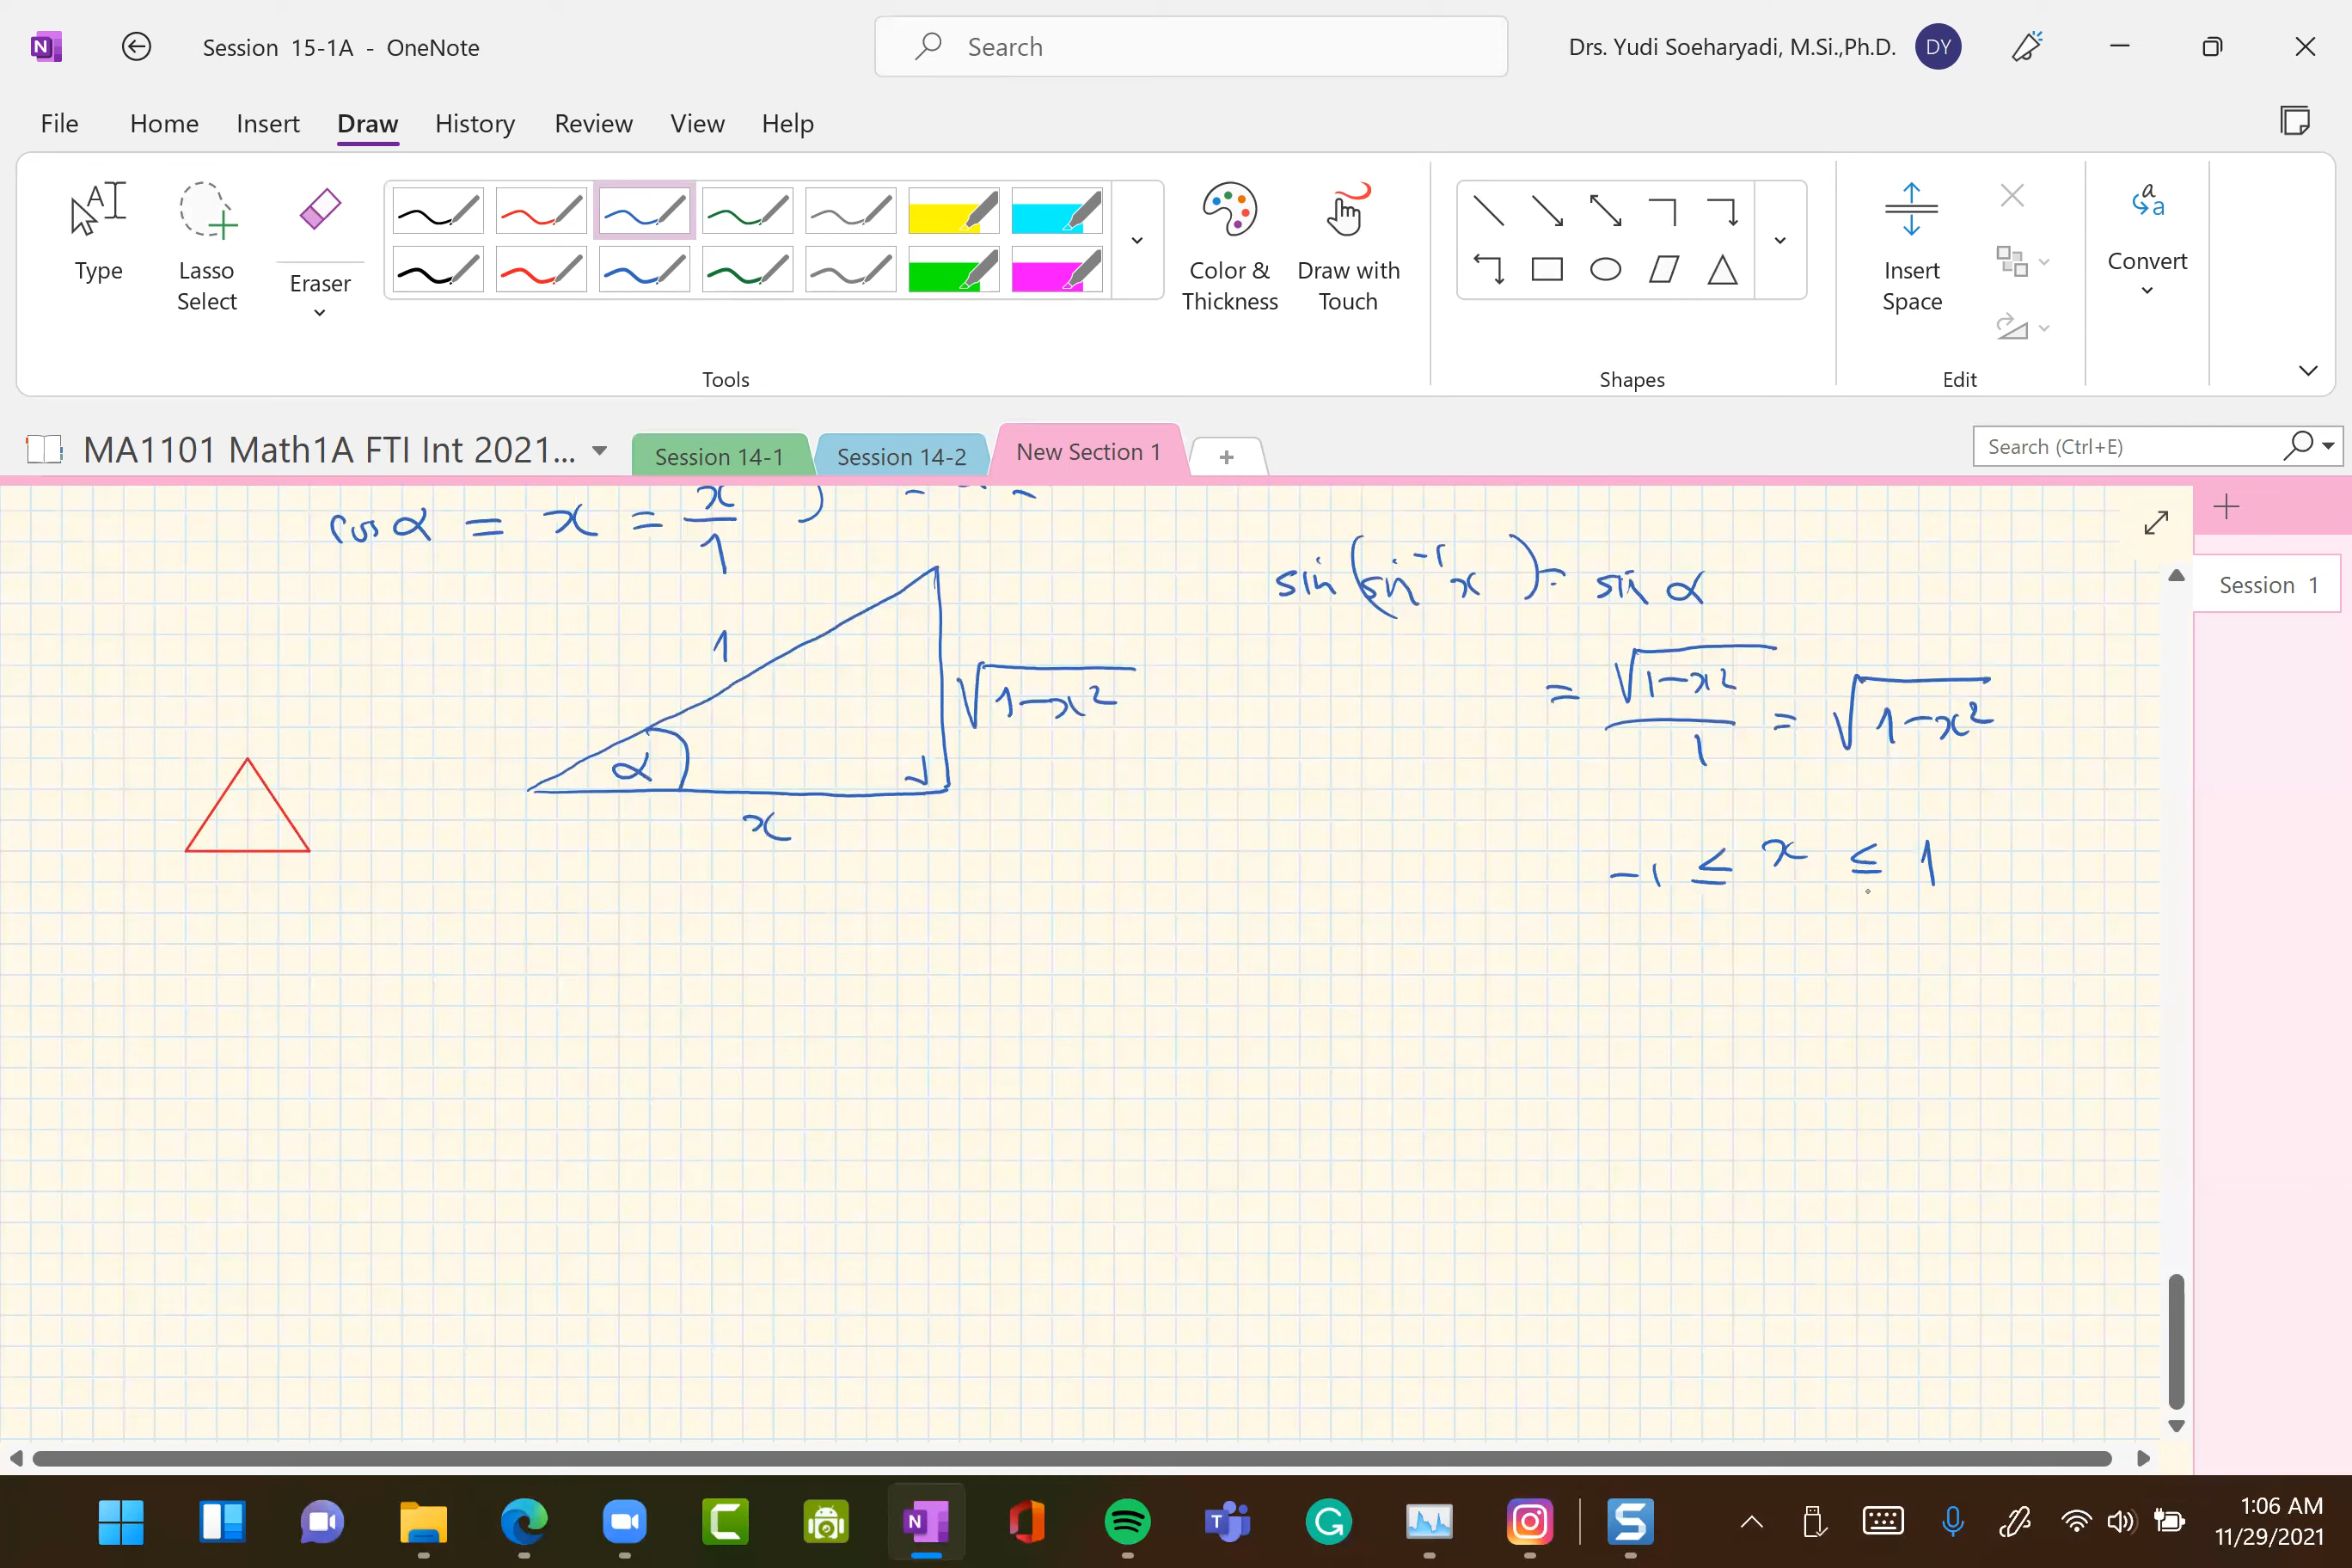 Session 15-1A - OneNote
Search
Drs. Yudi Soeharyadi, M.Si.,Ph.D.
DY
File Home Insert Draw History Review View Help
Type
Lasso Select
Eraser
Color & Thickness
Draw with Touch
Insert Space
Convert
Tools
Shapes
Edit
MA1101 Math1A FTI Int 2021...
Session 14-1
Session 14-2
New Section 1
+
Search (Ctrl+E)
Session 1
cos α = x = x/1
1
√(1-x²)
α
x
sin(sin⁻¹x) = sin α
= √(1-x²)/1 = √(1-x²)
-1 ≤ x ≤ 1
1:06 AM
11/29/2021